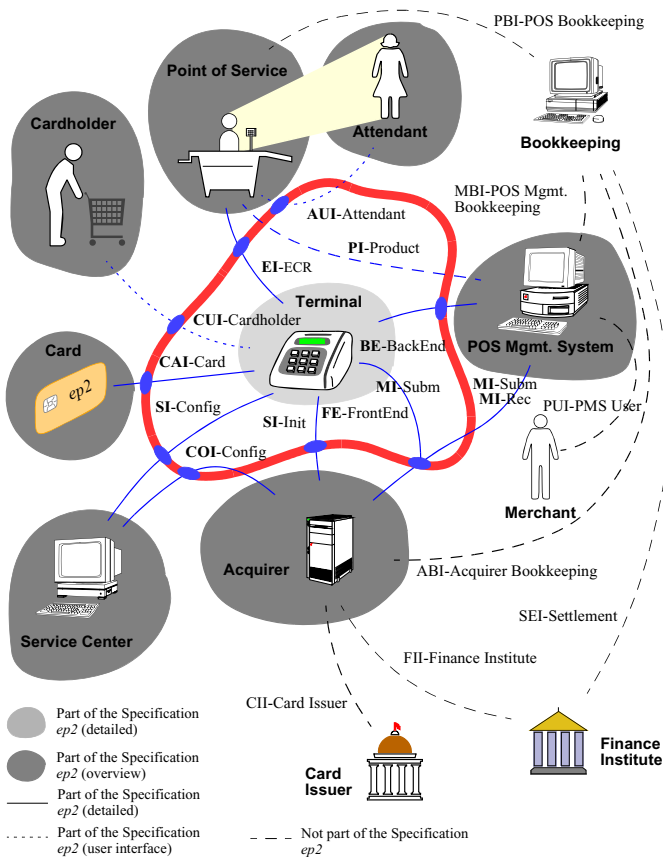 PBI-POS Bookkeeping
Point of Service
Attendant
Cardholder
Bookkeeping
MBI-POS Mgmt.
Bookkeeping
AUI-Attendant
PI-Product
EI-ECR
Terminal
CUI-Cardholder
BE-BackEnd
POS Mgmt. System
Card
ep2
CAI-Card
MI-Subm
MI-Subm
MI-Rec
SI-Config
SI-Init
FE-FrontEnd
PUI-PMS User
COI-Config
Merchant
Acquirer
ABI-Acquirer Bookkeeping
SEI-Settlement
Service Center
FII-Finance Institute
CII-Card Issuer
Part of the Specification
ep2 (detailed)
Part of the Specification
ep2 (overview)
Part of the Specification
ep2 (detailed)
Part of the Specification
ep2 (user interface)
Not part of the Specification
ep2
Card
Issuer
Finance
Institute